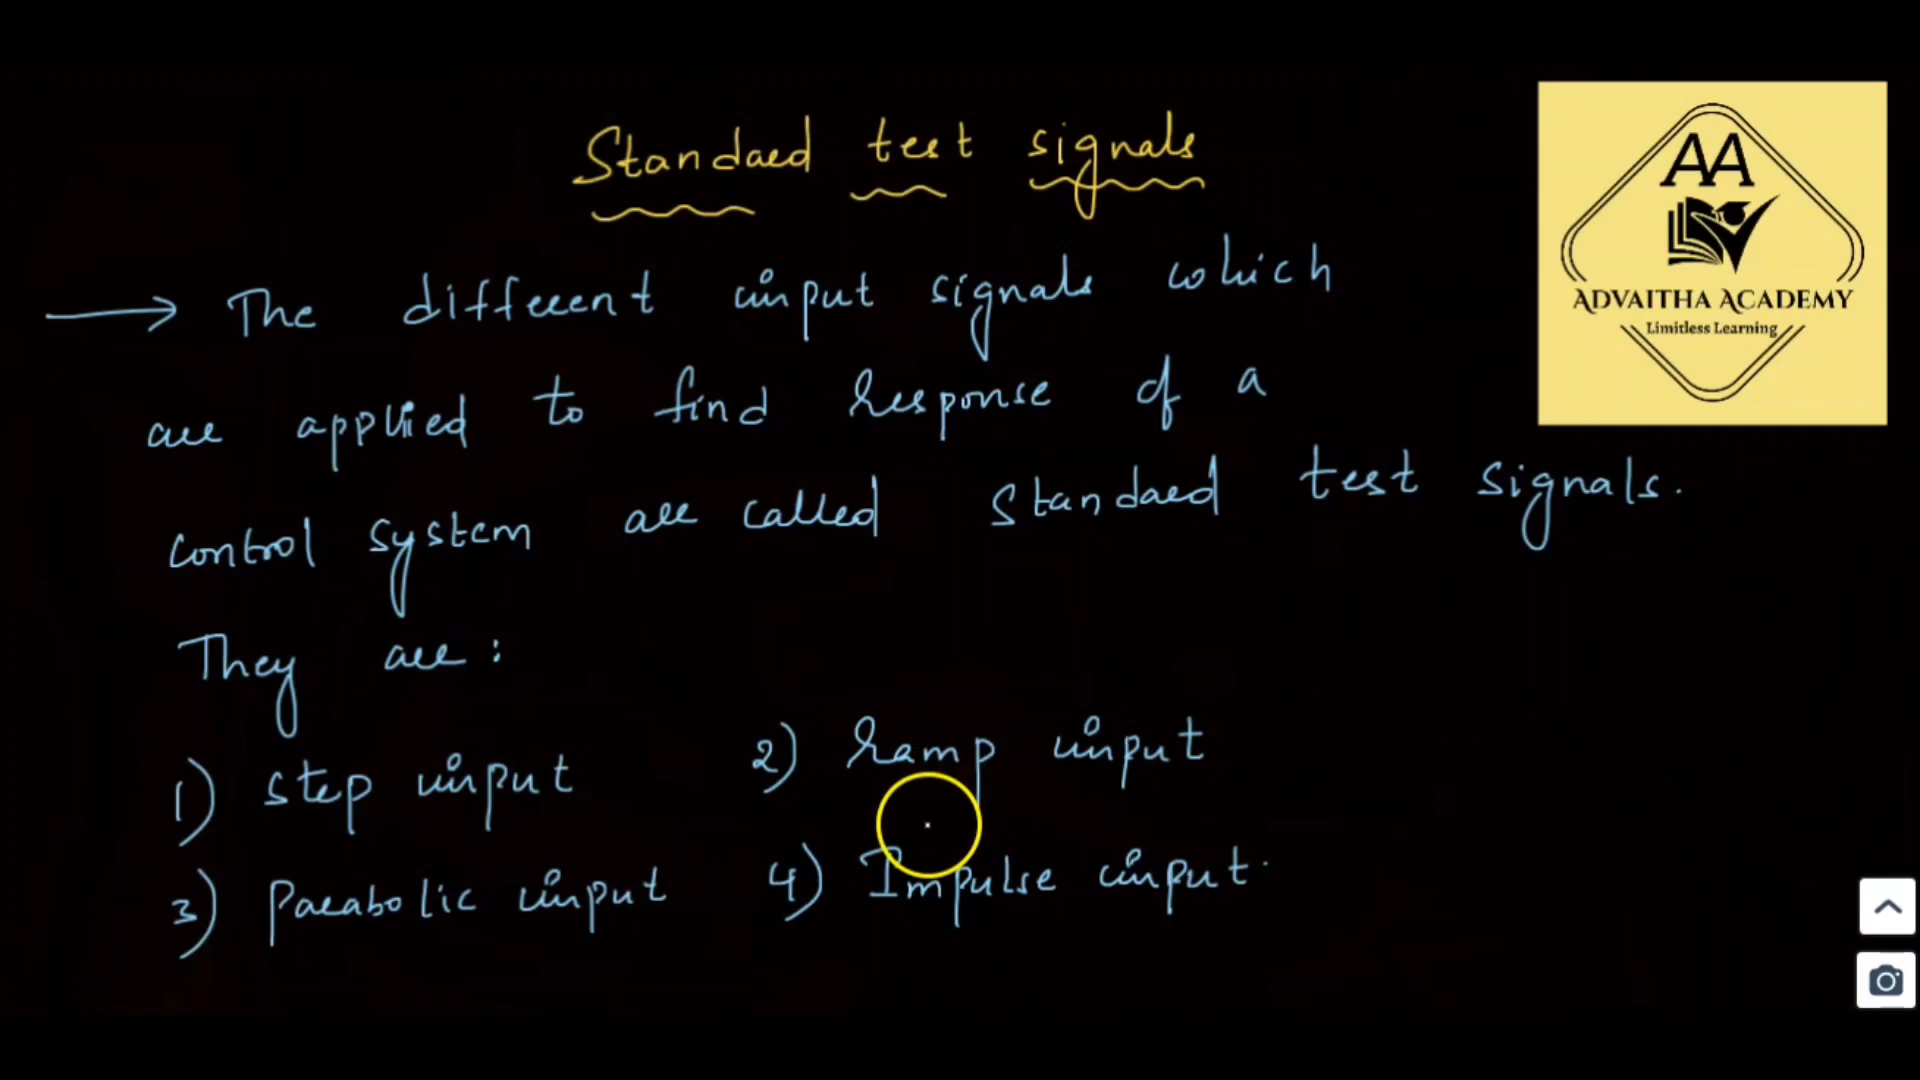 Standard test signals
→ The different input signals which
are applied to find response of a
control system are called standard test signals.
They are :
1) step input 2) ramp input
3) parabolic input 4) Impulse input.
AA
ADVAITHA ACADEMY
Limitless Learning